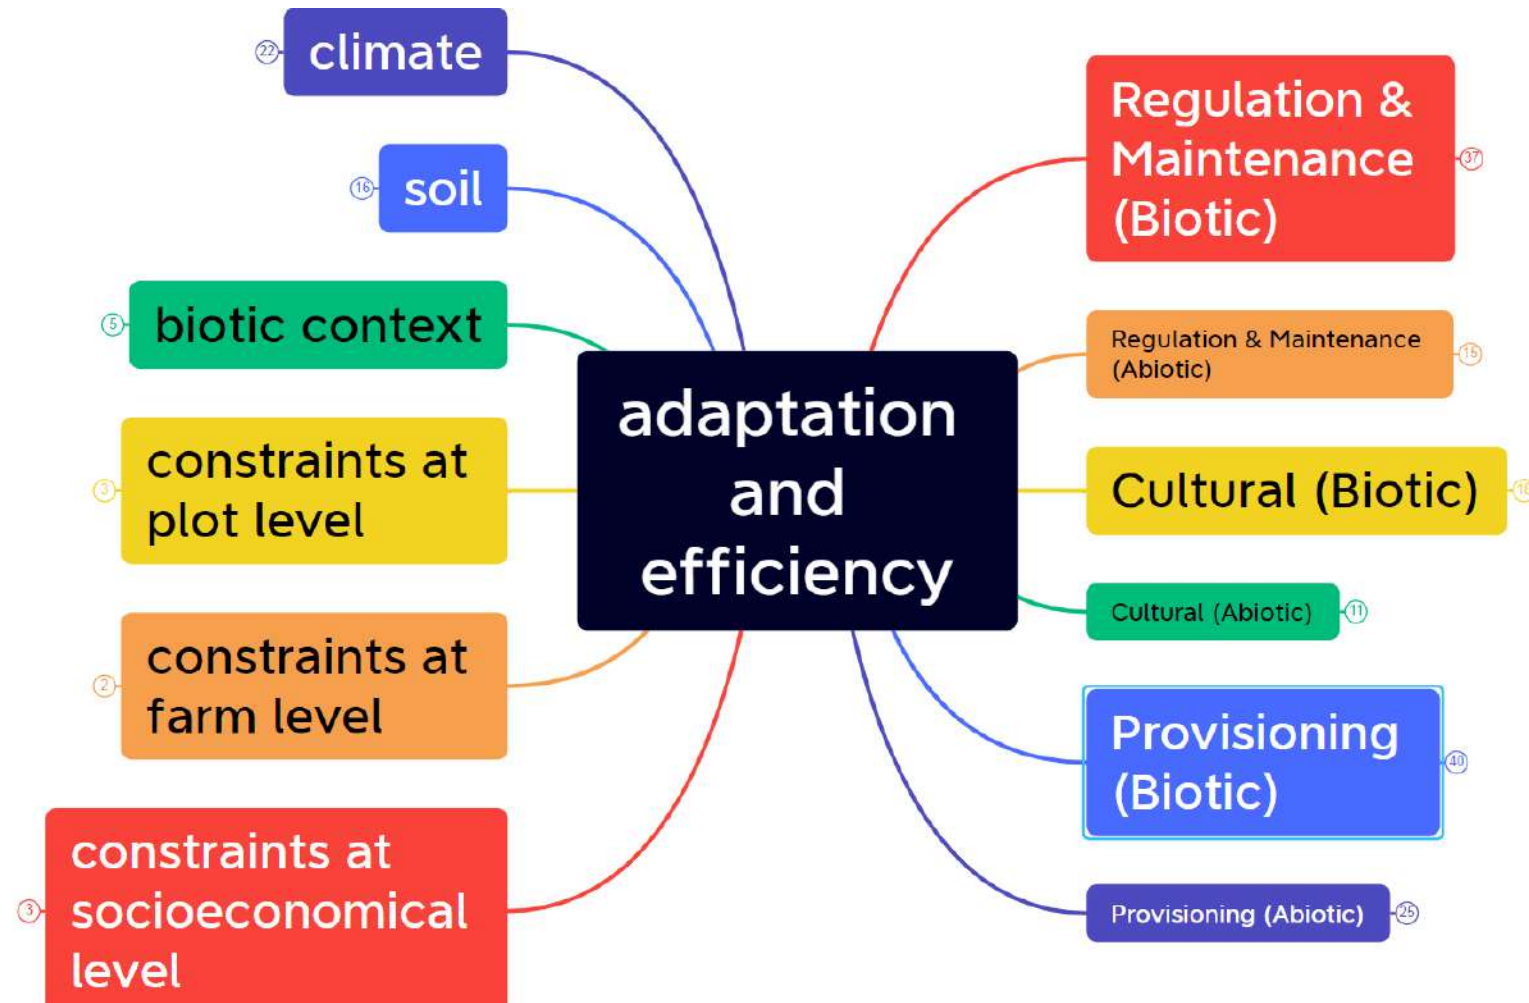 22
climate
16
soil
5
biotic context
3
constraints at
plot level
2
constraints at
farm level
3
constraints at
socioeconomical
level
adaptation
and
efficiency
Regulation &
Maintenance
(Biotic)
37
Regulation & Maintenance
(Abiotic)
15
Cultural (Biotic)
Cultural (Abiotic)
11
Provisioning
(Biotic)
40
Provisioning (Abiotic)
25